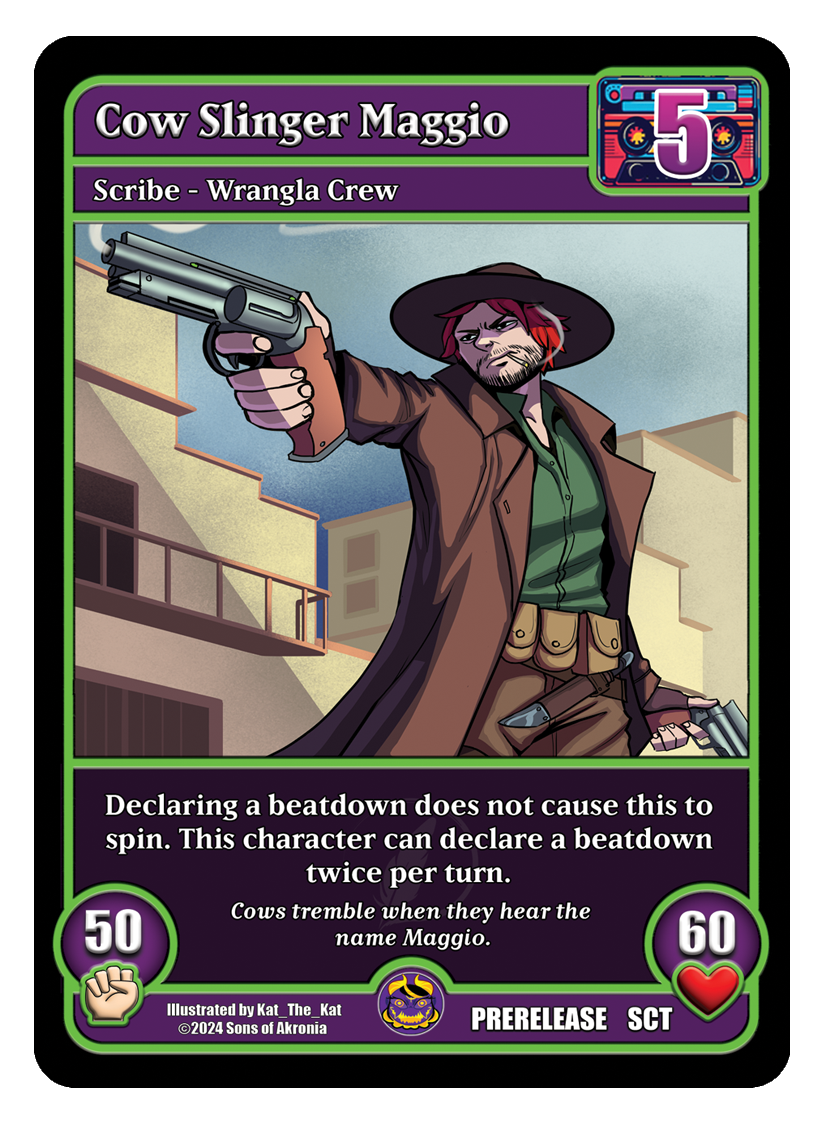 Cow Slinger Maggio
5
Scribe - Wrangla Crew
Declaring a beatdown does not cause this to
spin. This character can declare a beatdown
twice per turn.
Cows tremble when they hear the
name Maggio.
50
60
Illustrated by Kat_The_Kat
©2024 Sons of Akronia
PRERELEASE SCT